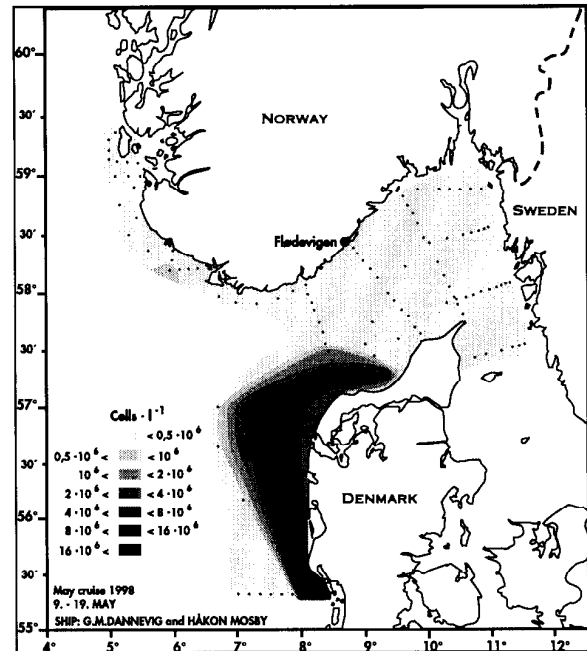 60°
30'
NORWAY
59°
SWEDEN
30'
Flødevigen
58°
30'
57°
Cells · l⁻¹
< 0,5 · 10⁶
0,5 · 10⁶ < < 10⁶
10⁶ < < 2 · 10⁶
2 · 10⁶ < < 4 · 10⁶
4 · 10⁶ < < 8 · 10⁶
8 · 10⁶ < < 16 · 10⁶
16 · 10⁶ <
30'
DENMARK
56°
30'
May cruise 1998
9. - 19. MAY
SHIP: G.M.DANNEVIG and HÅKON MOSBY
55°
4° 5° 6° 7° 8° 9° 10° 11° 12°